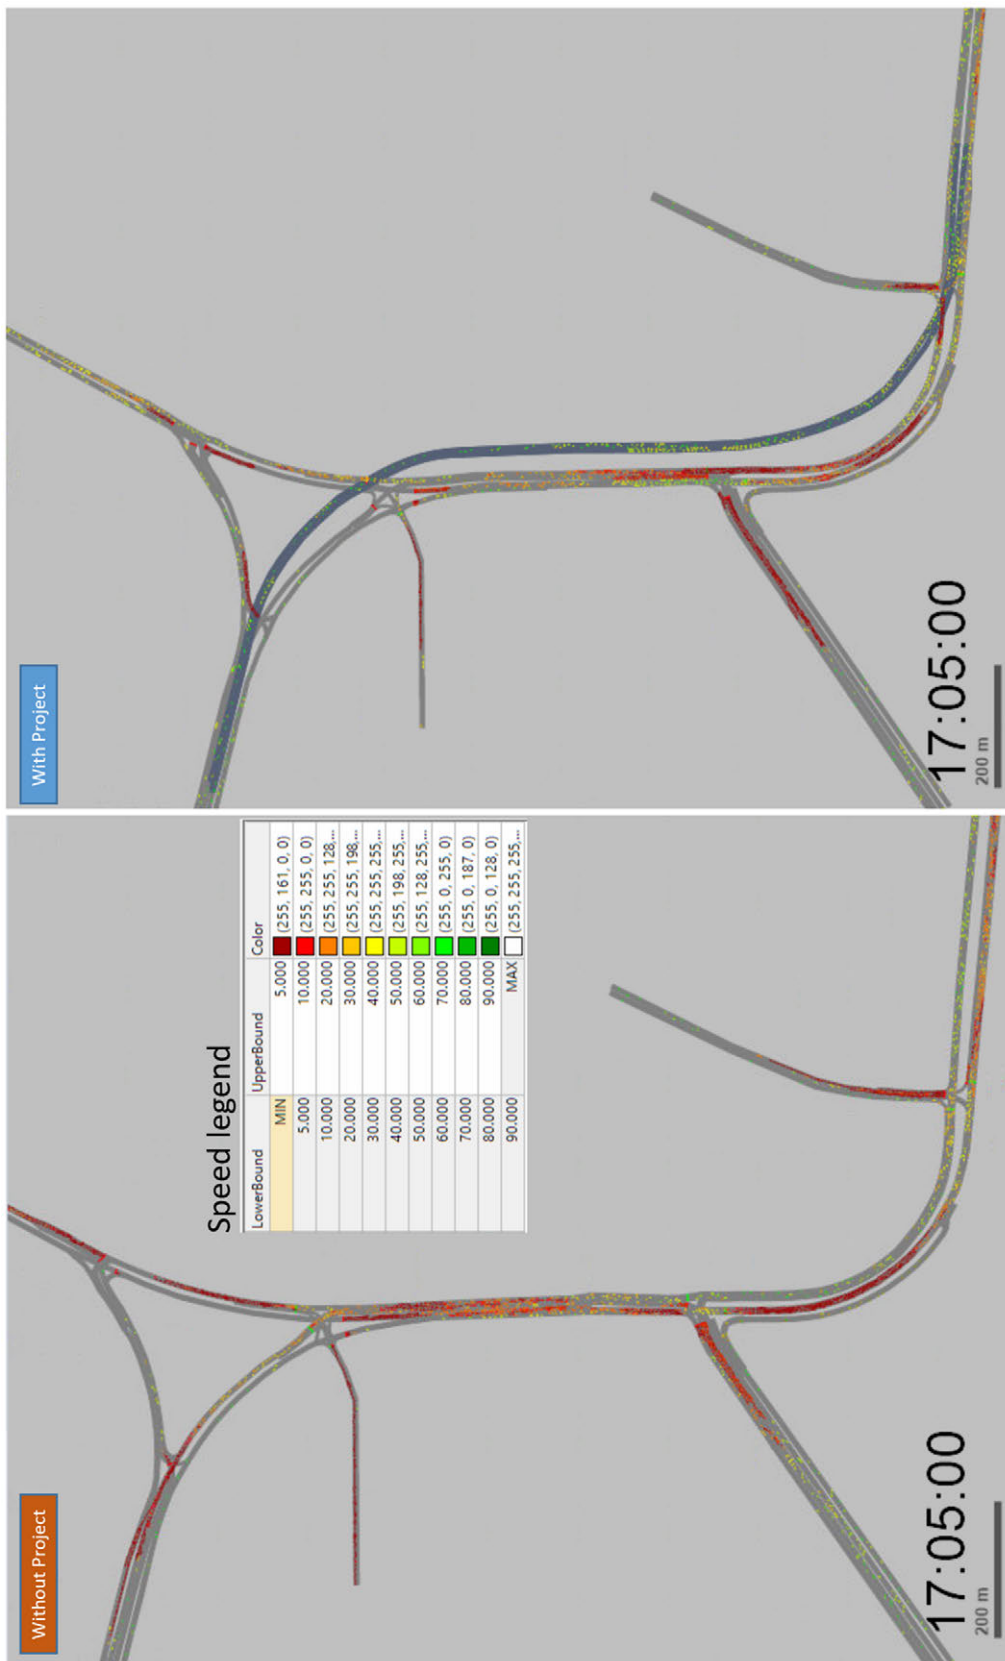 Without Project
Speed legend
LowerBound UpperBound Color
MIN 5.000 (255, 161, 0, 0)
5.000 10.000 (255, 255, 0, 0)
10.000 20.000 (255, 255, 128,...
20.000 30.000 (255, 255, 198,...
30.000 40.000 (255, 255, 255,...
40.000 50.000 (255, 198, 255,...
50.000 60.000 (255, 128, 255,...
60.000 70.000 (255, 0, 255, 0)
70.000 80.000 (255, 0, 187, 0)
80.000 90.000 (255, 0, 128, 0)
90.000 MAX (255, 255, 255,...
17:05:00
200 m
With Project
17:05:00
200 m